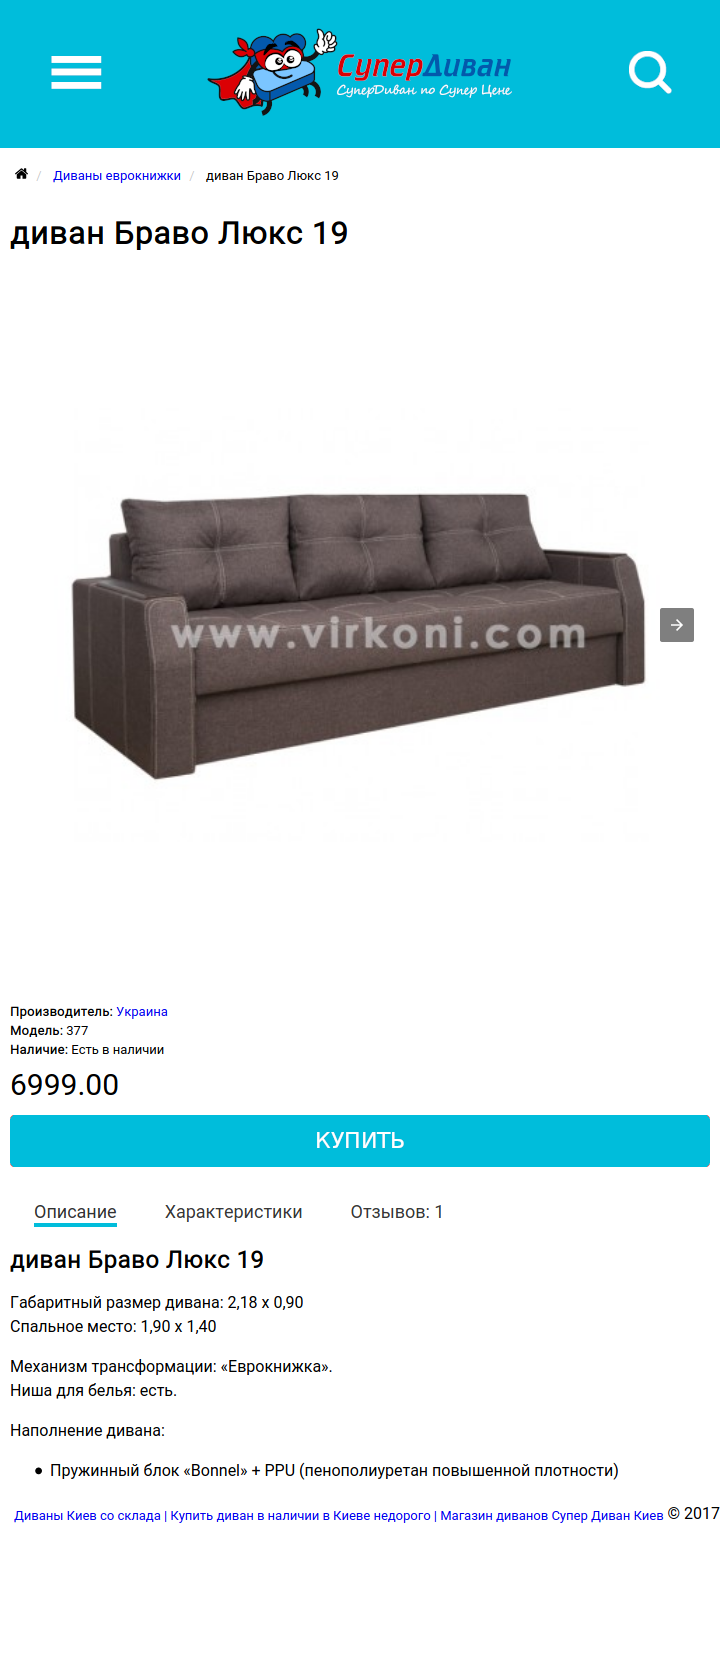 СуперДиван
СуперDиван по Супер Цене
/ Диваны еврокнижки / диван Браво Люкс 19
диван Браво Люкс 19
www.virkoni.com
Производитель: Украина
Модель: 377
Наличие: Есть в наличии
6999.00
КУПИТЬ
Описание Характеристики Отзывов: 1
диван Браво Люкс 19
Габаритный размер дивана: 2,18 х 0,90
Спальное место: 1,90 х 1,40
Механизм трансформации: «Еврокнижка».
Ниша для белья: есть.
Наполнение дивана:
• Пружинный блок «Bonnel» + PPU (пенополиуретан повышенной плотности)
Диваны Киев со склада | Купить диван в наличии в Киеве недорого | Магазин диванов Супер Диван Киев © 2017